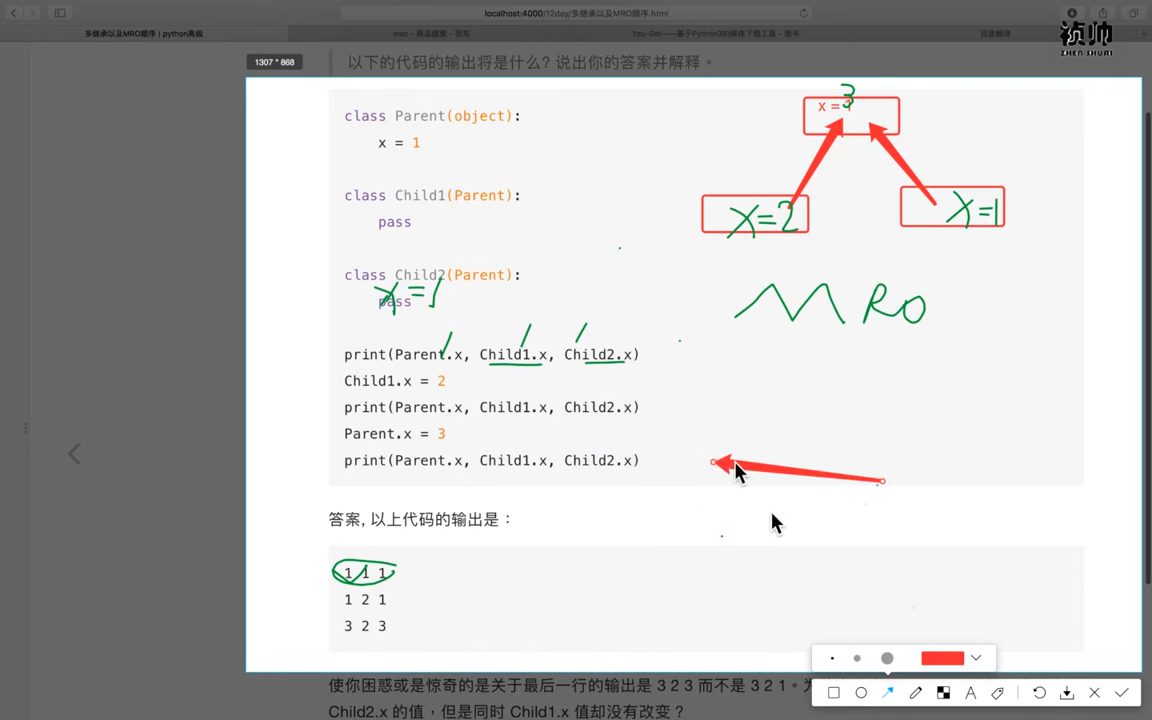 localhost:4000/12day/多继承以及MRO顺序.html
多继承以及MRO顺序 | python高级
mac - 商品搜索 - 京东
You-Get——基于Python3的媒体下载工具 - 简书
百度翻译
祯帅
ZHEN SHUAI
1307 * 868
以下的代码的输出将是什么? 说出你的答案并解释。
class Parent(object):
x = 1
class Child1(Parent):
pass
class Child2(Parent):
pass
x=1
x =
3
x=2
x=1
MRO
print(Parent.x, Child1.x, Child2.x)
Child1.x = 2
print(Parent.x, Child1.x, Child2.x)
Parent.x = 3
print(Parent.x, Child1.x, Child2.x)
答案, 以上代码的输出是：
1 1 1
1 2 1
3 2 3
使你困惑或是惊奇的是关于最后一行的输出是 3 2 3 而不是 3 2 1。为
Child2.x 的值，但是同时 Child1.x 值却没有改变？
A